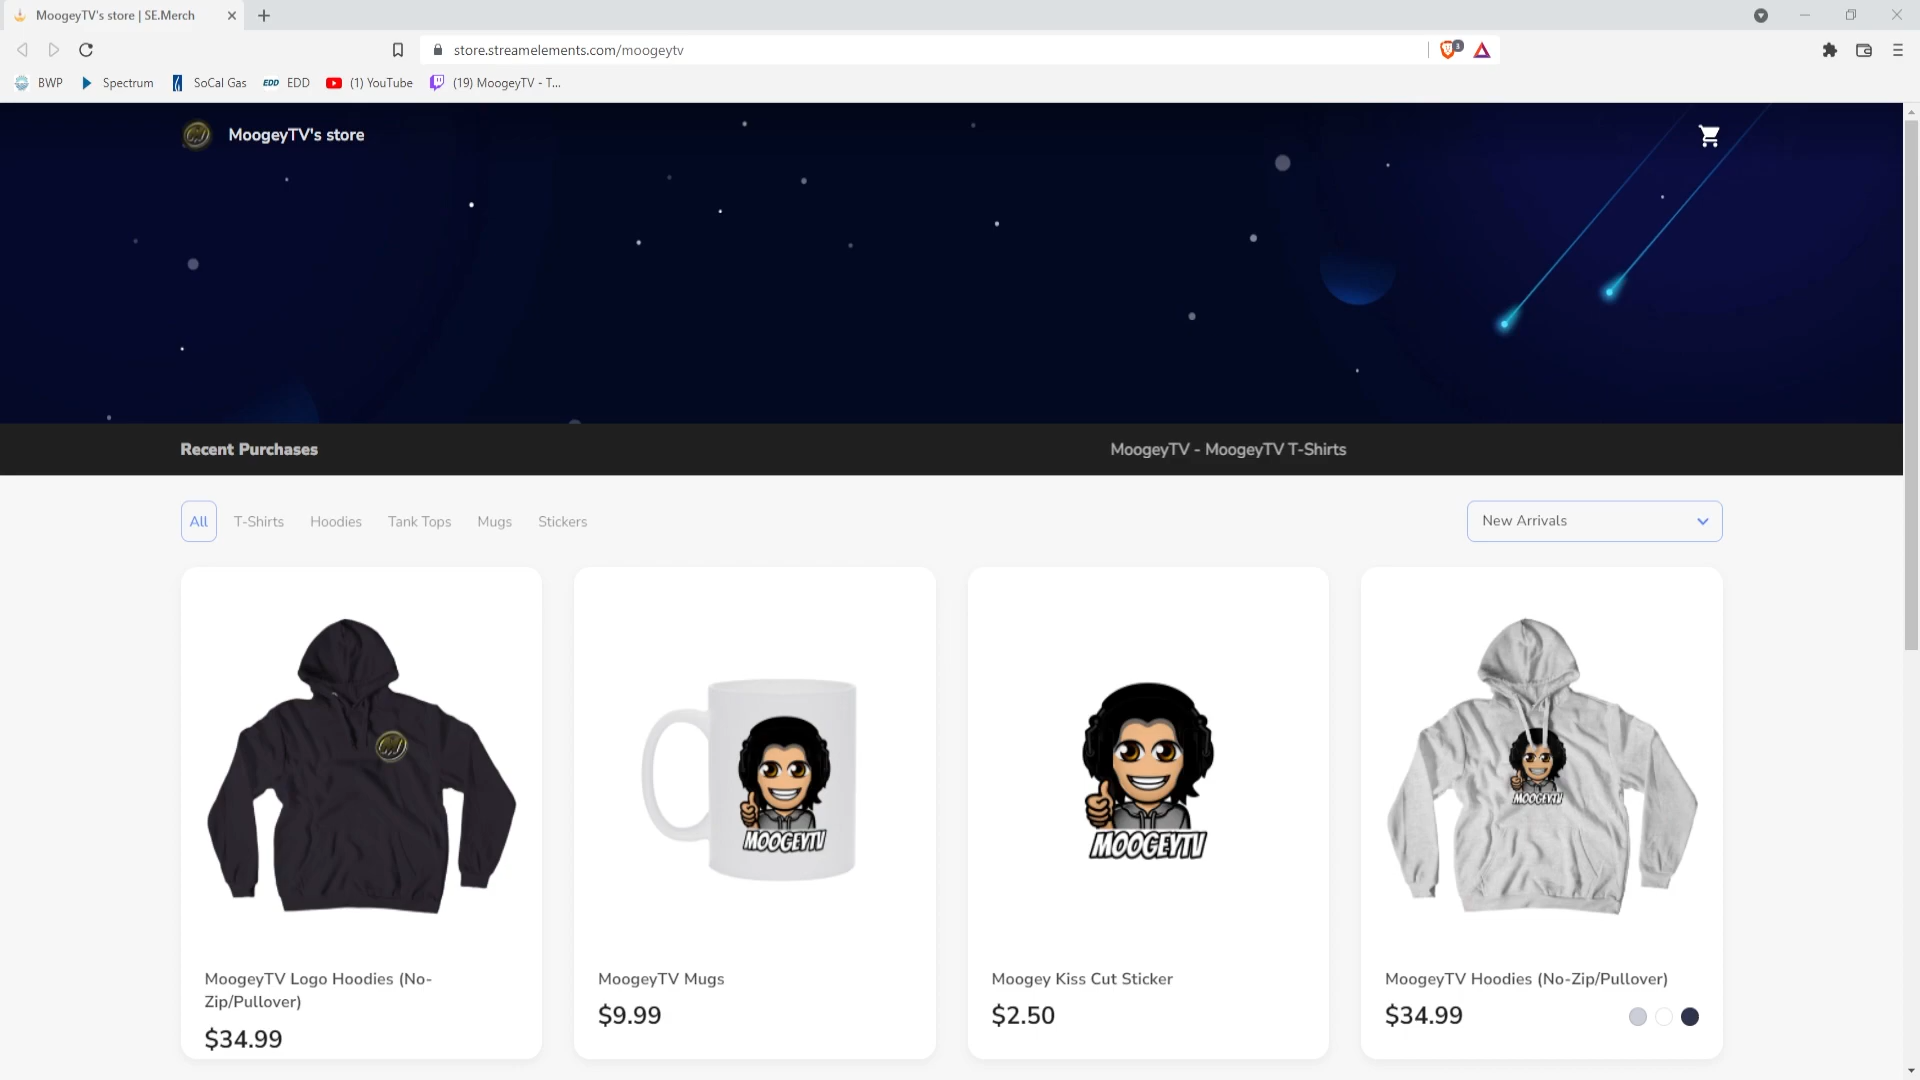 MoogeyTV's store | SE.Merch
store.streamelements.com/moogeytv
3
BWP
Spectrum
SoCal Gas
EDD EDD
(1) YouTube
(19) MoogeyTV - T...
MoogeyTV's store
Recent Purchases
MoogeyTV - MoogeyTV T-Shirts
All
T-Shirts
Hoodies
Tank Tops
Mugs
Stickers
New Arrivals
MOOGEYTV
MOOGEYTV
MOOGEYTV
MoogeyTV Logo Hoodies (No-
Zip/Pullover)
$34.99
MoogeyTV Mugs
$9.99
Moogey Kiss Cut Sticker
$2.50
MoogeyTV Hoodies (No-Zip/Pullover)
$34.99